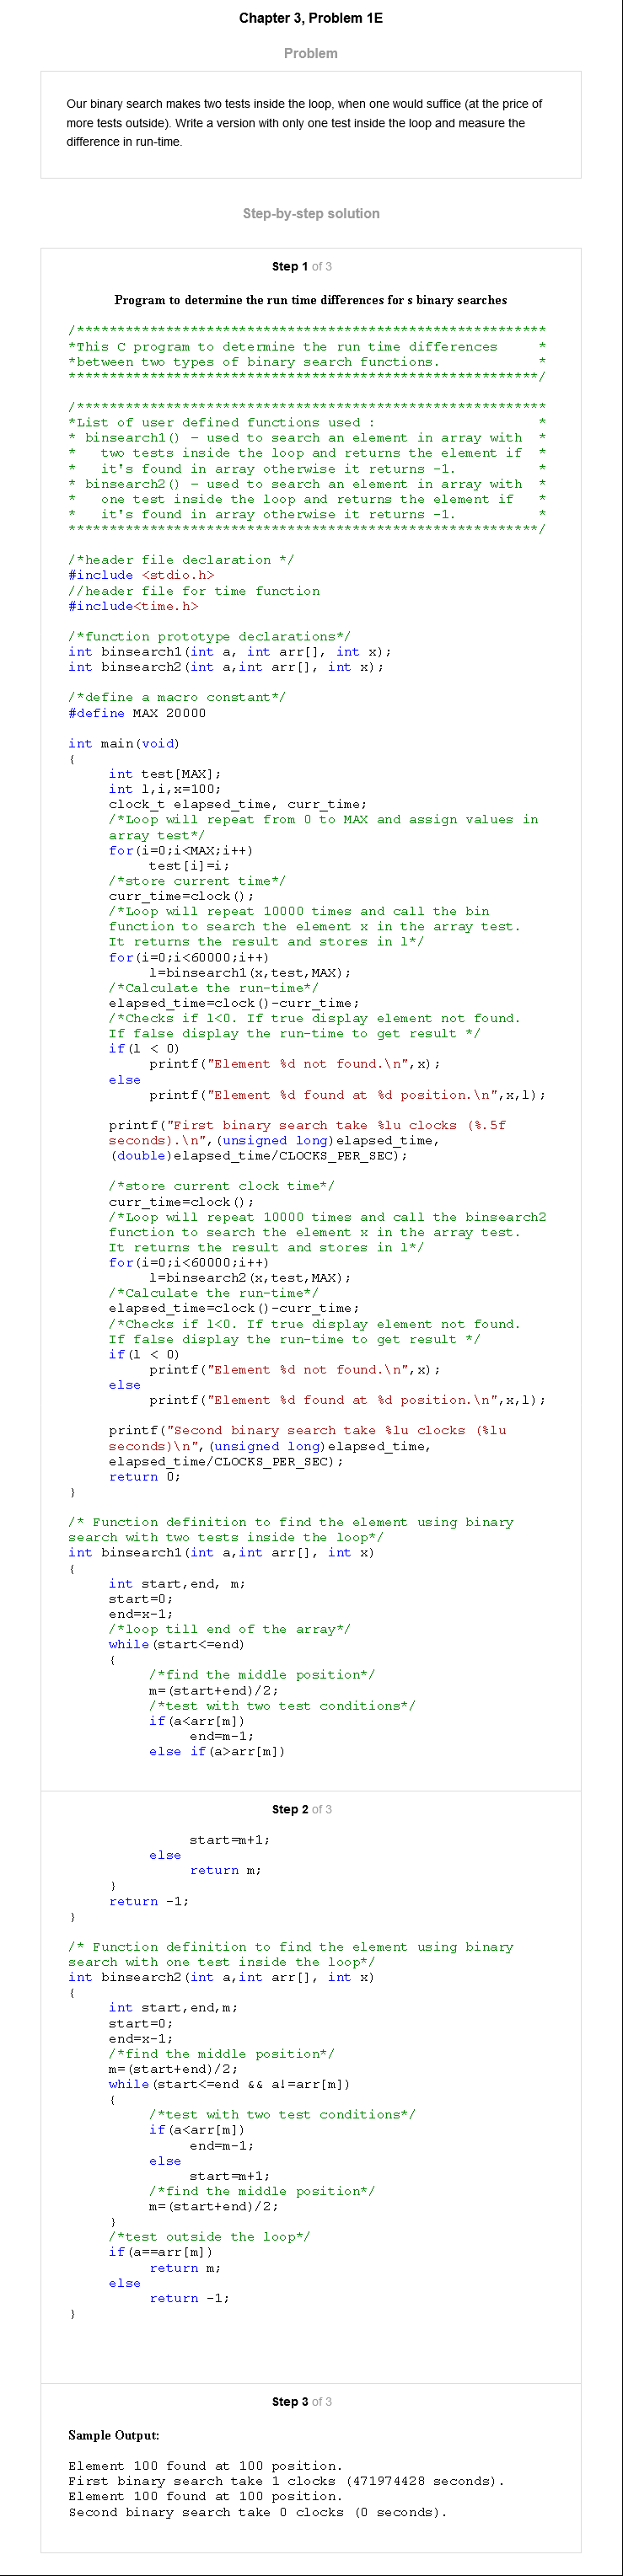 Chapter 3, Problem 1E
Problem
Our binary search makes two tests inside the loop, when one would suffice (at the price of
more tests outside). Write a version with only one test inside the loop and measure the
difference in run-time.
Step-by-step solution
Step 1 of 3
Program to determine the run time differences for s binary searches
/**********************************************************
*This C program to determine the run time differences     *
*between two types of binary search functions.            *
**********************************************************/
/**********************************************************
*List of user defined functions used :                    *
* binsearch1() – used to search an element in array with  *
*   two tests inside the loop and returns the element if  *
*   it's found in array otherwise it returns -1.          *
* binsearch2() – used to search an element in array with  *
*   one test inside the loop and returns the element if   *
*   it's found in array otherwise it returns -1.          *
**********************************************************/
/*header file declaration */
#include <stdio.h>
//header file for time function
#include<time.h>
/*function prototype declarations*/
int binsearch1(int a, int arr[], int x);
int binsearch2(int a,int arr[], int x);
/*define a macro constant*/
#define MAX 20000
int main(void)
{
int test[MAX];
int l,i,x=100;
clock_t elapsed_time, curr_time;
/*Loop will repeat from 0 to MAX and assign values in
array test*/
for(i=0;i<MAX;i++)
test[i]=i;
/*store current time*/
curr_time=clock();
/*Loop will repeat 10000 times and call the bin
function to search the element x in the array test.
It returns the result and stores in l*/
for(i=0;i<60000;i++)
l=binsearch1(x,test,MAX);
/*Calculate the run-time*/
elapsed_time=clock()-curr_time;
/*Checks if l<0. If true display element not found.
If false display the run-time to get result */
if(l < 0)
printf("Element %d not found.\n",x);
else
printf("Element %d found at %d position.\n",x,l);
printf("First binary search take %lu clocks (%.5f
seconds).\n",(unsigned long)elapsed_time,
(double)elapsed_time/CLOCKS_PER_SEC);
/*store current clock time*/
curr_time=clock();
/*Loop will repeat 10000 times and call the binsearch2
function to search the element x in the array test.
It returns the result and stores in l*/
for(i=0;i<60000;i++)
l=binsearch2(x,test,MAX);
/*Calculate the run-time*/
elapsed_time=clock()-curr_time;
/*Checks if l<0. If true display element not found.
If false display the run-time to get result */
if(l < 0)
printf("Element %d not found.\n",x);
else
printf("Element %d found at %d position.\n",x,l);
printf("Second binary search take %lu clocks (%lu
seconds)\n",(unsigned long)elapsed_time,
elapsed_time/CLOCKS_PER_SEC);
return 0;
}
/* Function definition to find the element using binary
search with two tests inside the loop*/
int binsearch1(int a,int arr[], int x)
{
int start,end, m;
start=0;
end=x-1;
/*loop till end of the array*/
while(start<=end)
{
/*find the middle position*/
m=(start+end)/2;
/*test with two test conditions*/
if(a<arr[m])
end=m-1;
else if(a>arr[m])
Step 2 of 3
start=m+1;
else
return m;
}
return -1;
}
/* Function definition to find the element using binary
search with one test inside the loop*/
int binsearch2(int a,int arr[], int x)
{
int start,end,m;
start=0;
end=x-1;
/*find the middle position*/
m=(start+end)/2;
while(start<=end && a!=arr[m])
{
/*test with two test conditions*/
if(a<arr[m])
end=m-1;
else
start=m+1;
/*find the middle position*/
m=(start+end)/2;
}
/*test outside the loop*/
if(a==arr[m])
return m;
else
return -1;
}
Step 3 of 3
Sample Output:
Element 100 found at 100 position.
First binary search take 1 clocks (471974428 seconds).
Element 100 found at 100 position.
Second binary search take 0 clocks (0 seconds).